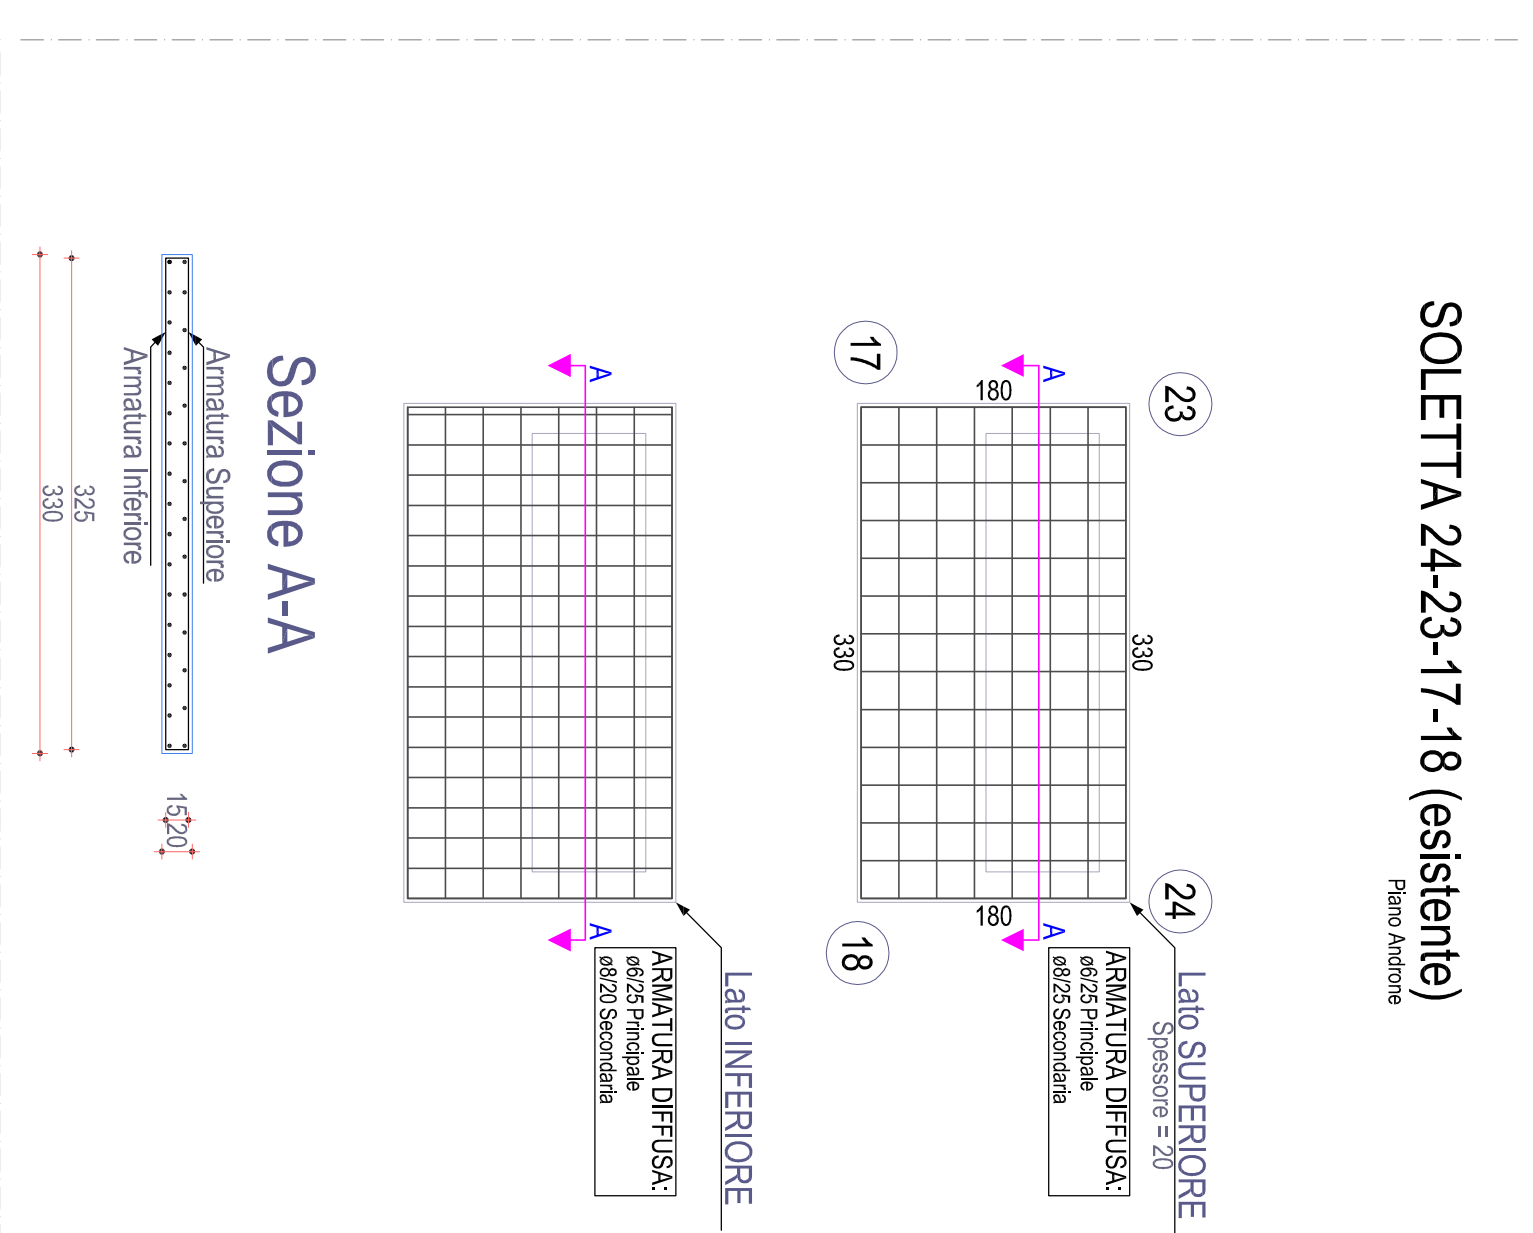 SOLETTA 24-23-17-18 (esistente)
Piano Androne
23
24
17
18
Lato SUPERIORE
Spessore = 20
ARMATURA DIFFUSA:
ø6/25 Principale
ø8/25 Secondaria
330
A
A
180
180
330
Lato INFERIORE
ARMATURA DIFFUSA:
ø6/25 Principale
ø8/20 Secondaria
A
A
Sezione A-A
Armatura Superiore
Armatura Inferiore
15
20
325
330